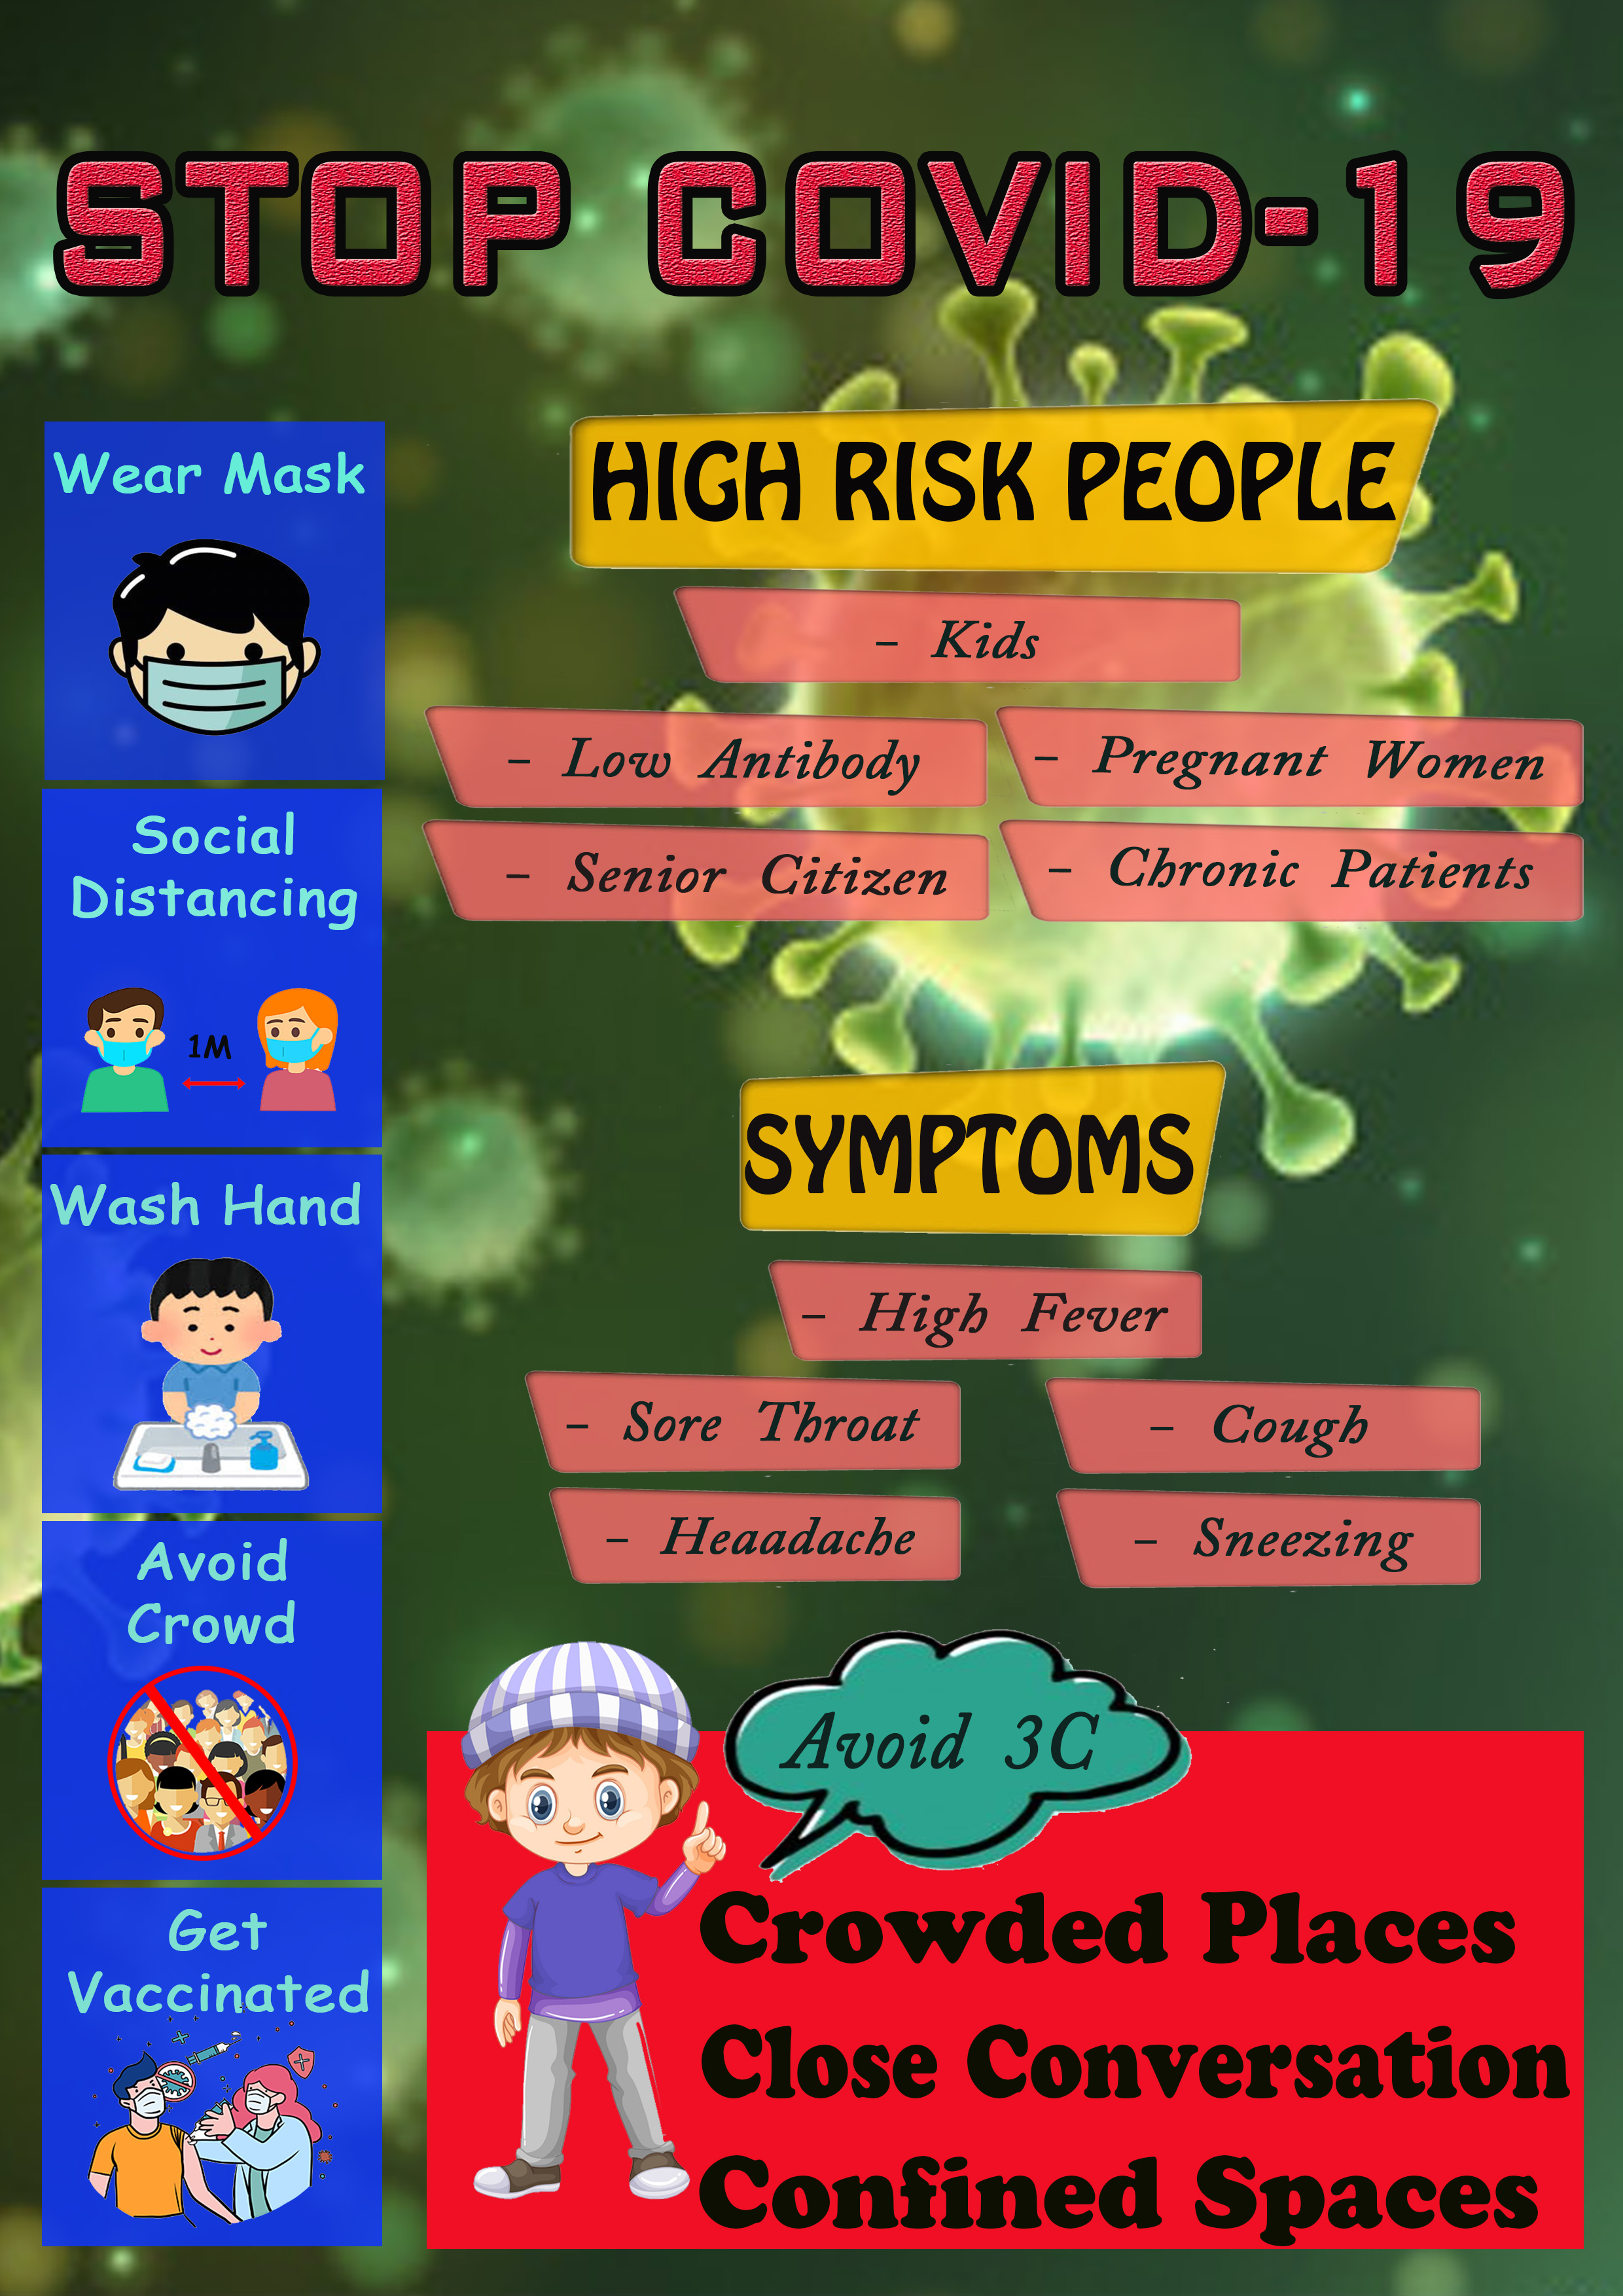 STOP COVID-19
Wear Mask
Social
Distancing
1M
Wash Hand
Avoid
Crowd
Get
Vaccinated
HIGH RISK PEOPLE
- Kids
- Low Antibody
- Pregnant Women
- Senior Citizen
- Chronic Patients
SYMPTOMS
- High Fever
- Sore Throat
- Cough
- Heaadache
- Sneezing
Avoid 3C
Crowded Places
Close Conversation
Confined Spaces